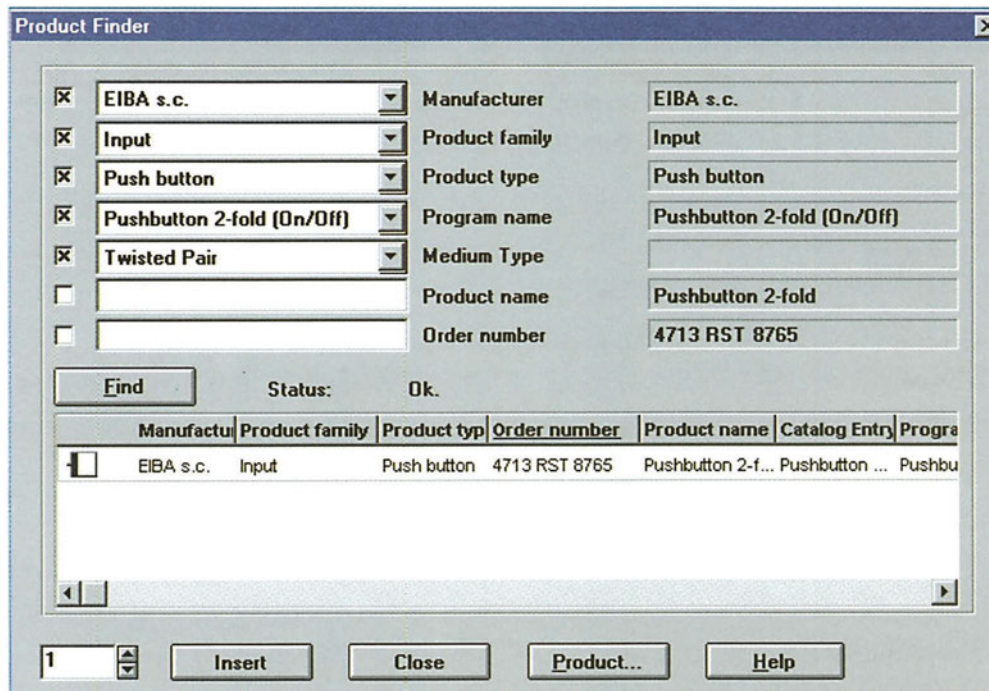 Product Finder
EIBA s.c. Manufacturer EIBA s.c.
Input Product family Input
Push button Product type Push button
Pushbutton 2-fold (On/Off) Program name Pushbutton 2-fold (On/Off)
Twisted Pair Medium Type
Product name Pushbutton 2-fold
Order number 4713 RST 8765
Find Status: Ok.
Manufactu Product family Product typ Order number Product name Catalog Entry Progra
EIBA s.c. Input Push button 4713 RST 8765 Pushbutton 2-f... Pushbutton ... Pushbu
1 Insert Close Product... Help